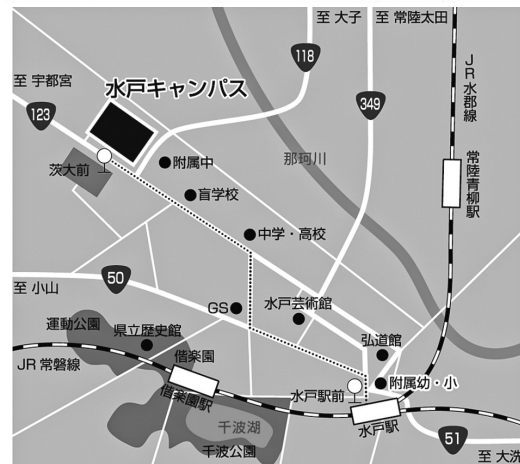 至 大子
至 常陸太田
118
JR水郡線
至 宇都宮
水戸キャンパス
349
123
那珂川
附属中
茨大前
常陸青柳駅
盲学校
中学・高校
50
至 小山
GS
水戸芸術館
運動公園
県立歴史館
弘道館
偕楽園
JR 常磐線
水戸駅前
附属幼・小
偕楽園駅
千波湖
水戸駅
51
千波公園
至 大洗